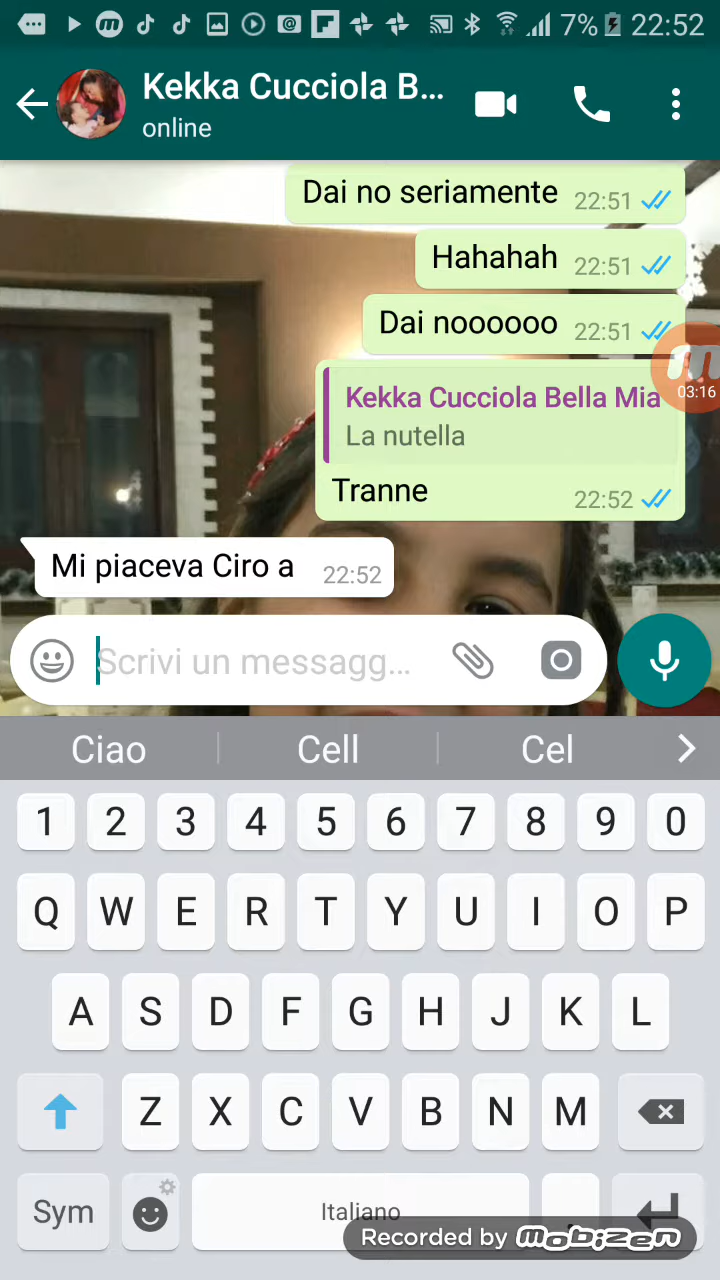 7% 22:52
Kekka Cucciola B...
online
Dai no seriamente 22:51
Hahahah 22:51
Dai noooooo 22:51
03:16
Kekka Cucciola Bella Mia
La nutella
Tranne 22:52
Mi piaceva Ciro a 22:52
Scrivi un messagg...
Ciao Cell Cel
1 2 3 4 5 6 7 8 9 0
Q W E R T Y U I O P
A S D F G H J K L
Z X C V B N M
Sym Italiano .
Recorded by mobizen